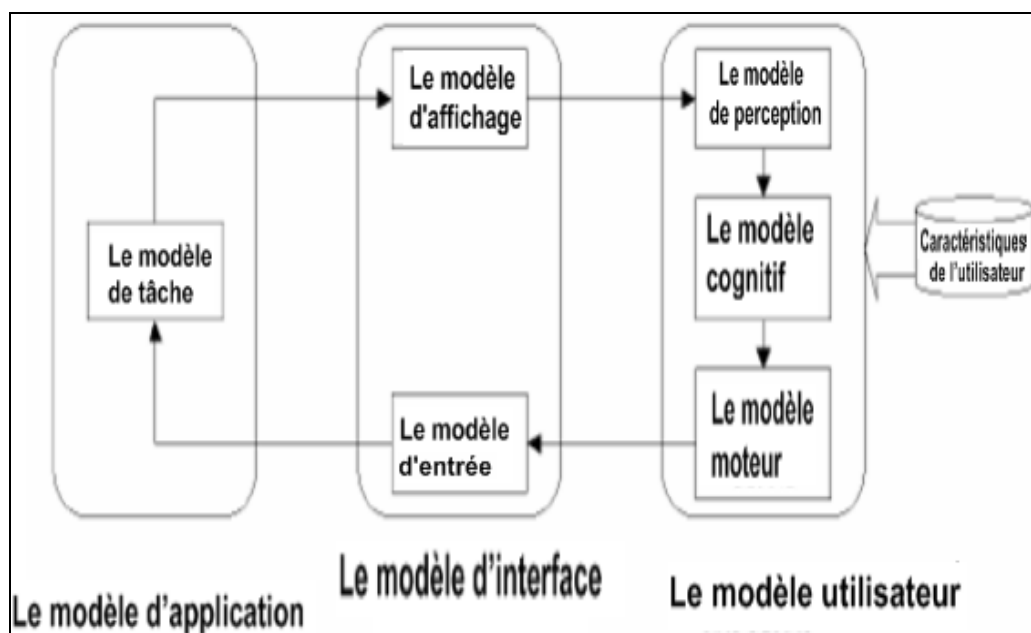 Le modèle
d'affichage
Le modèle
de perception
Le modèle
de tâche
Le modèle
cognitif
Caractéristiques
de l'utilisateur
Le modèle
d'entrée
Le modèle
moteur
Le modèle d'application
Le modèle d'interface
Le modèle utilisateur